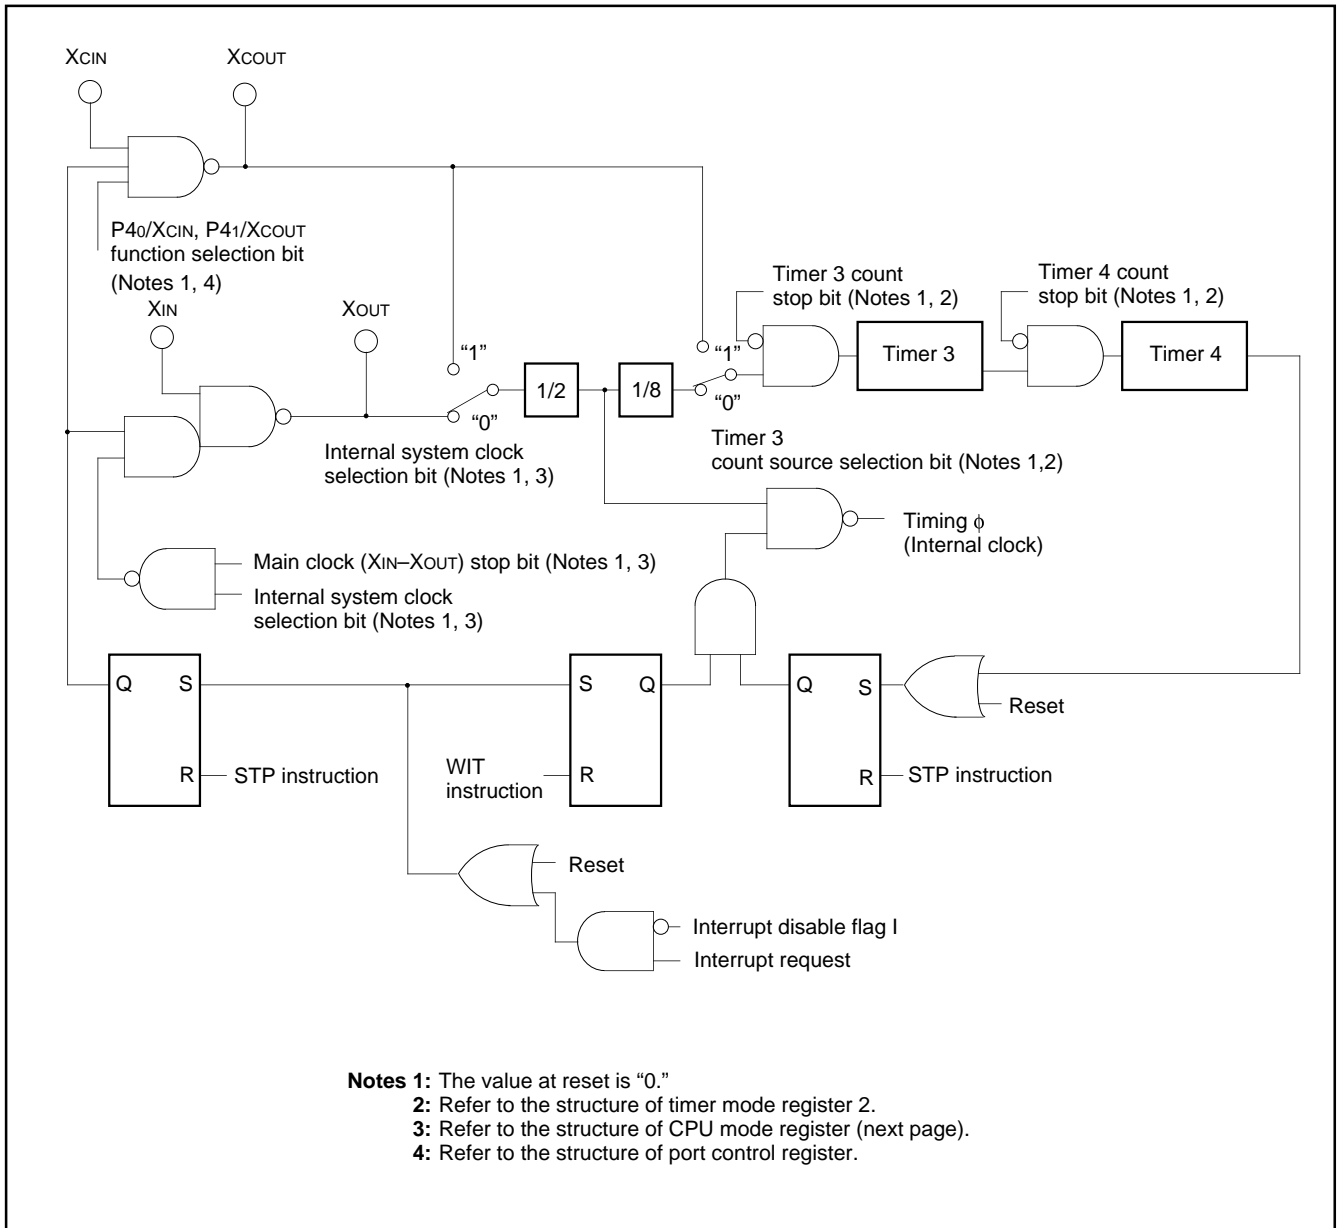 XCIN
XCOUT
P40/XCIN, P41/XCOUT
function selection bit
(Notes 1, 4)
XIN
XOUT
“1”
“0”
Internal system clock
selection bit (Notes 1, 3)
1/2
1/8
“1”
“0”
Timer 3 count
stop bit (Notes 1, 2)
Timer 3
Timer 4 count
stop bit (Notes 1, 2)
Timer 4
Timer 3
count source selection bit (Notes 1,2)
Timing ϕ
(Internal clock)
Main clock (XIN–XOUT) stop bit (Notes 1, 3)
Internal system clock
selection bit (Notes 1, 3)
Q S
R
STP instruction
S Q
R
WIT
instruction
Q S
R
STP instruction
Reset
Reset
Interrupt disable flag I
Interrupt request
Notes 1: The value at reset is “0.”
2: Refer to the structure of timer mode register 2.
3: Refer to the structure of CPU mode register (next page).
4: Refer to the structure of port control register.